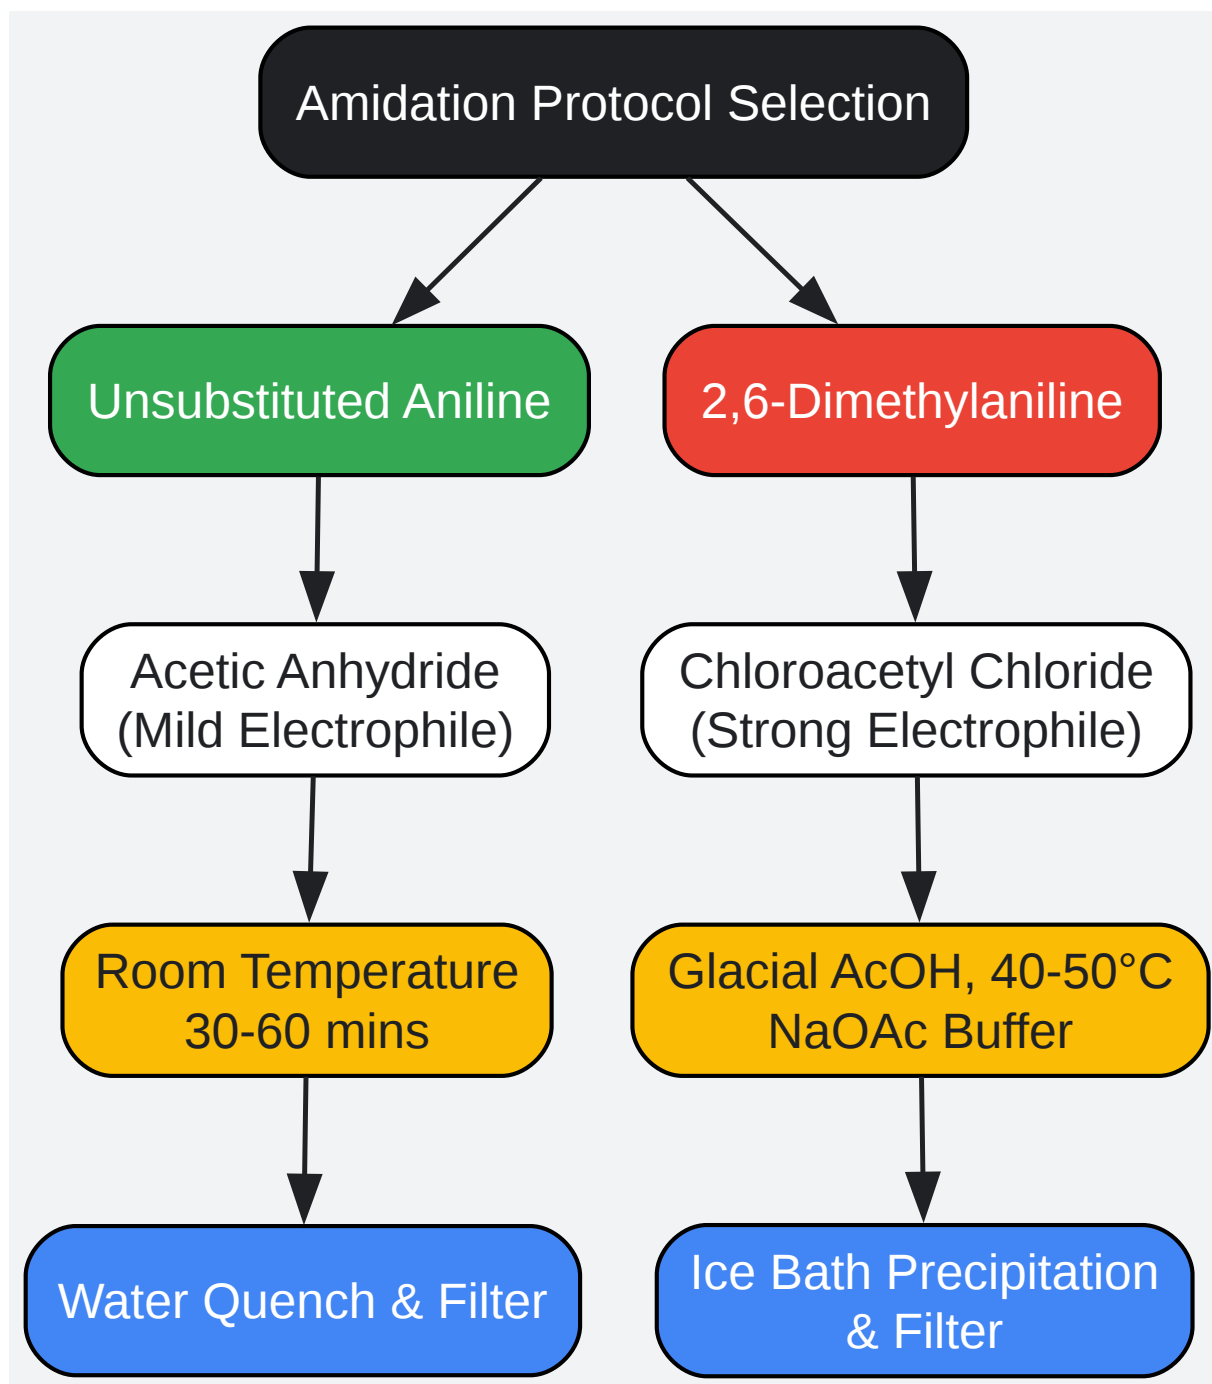 Amidation Protocol Selection
Unsubstituted Aniline
2,6-Dimethylaniline
Acetic Anhydride
(Mild Electrophile)
Chloroacetyl Chloride
(Strong Electrophile)
Room Temperature
30-60 mins
Glacial AcOH, 40-50°C
NaOAc Buffer
Water Quench & Filter
Ice Bath Precipitation
& Filter